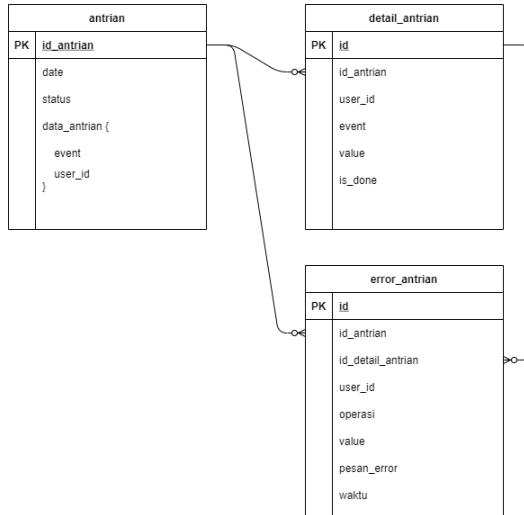 antrian
PK id_antrian
date
status
data_antrian {
event
user_id
}
detail_antrian
PK id
id_antrian
user_id
event
value
is_done
error_antrian
PK id
id_antrian
id_detail_antrian
user_id
operasi
value
pesan_error
waktu